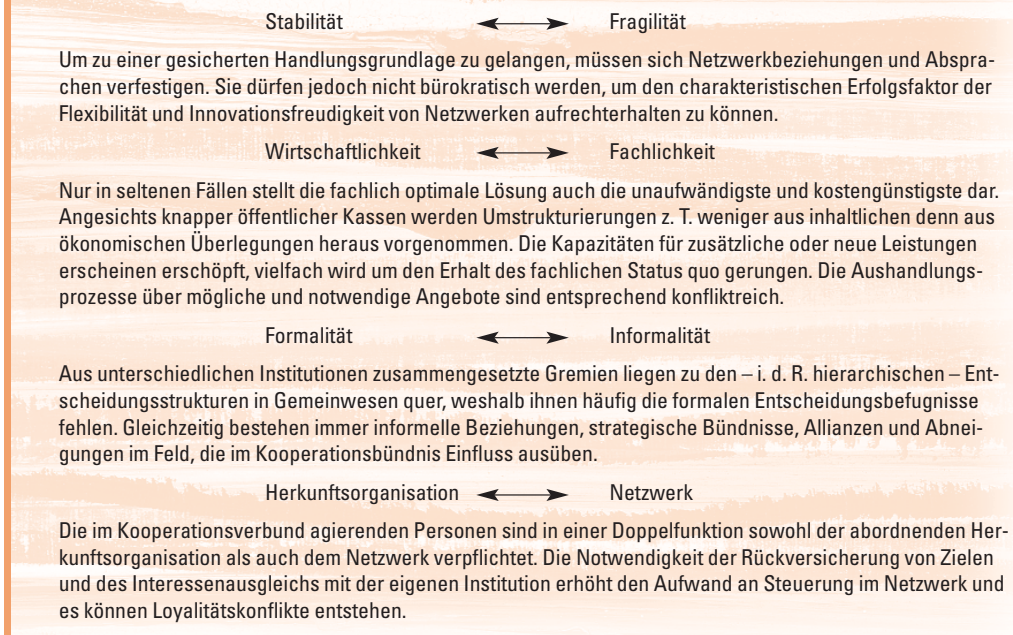 Stabilität ⟷ Fragilität
Um zu einer gesicherten Handlungsgrundlage zu gelangen, müssen sich Netzwerkbeziehungen und Abspra-
chen verfestigen. Sie dürfen jedoch nicht bürokratisch werden, um den charakteristischen Erfolgsfaktor der
Flexibilität und Innovationsfreudigkeit von Netzwerken aufrechterhalten zu können.
Wirtschaftlichkeit ⟷ Fachlichkeit
Nur in seltenen Fällen stellt die fachlich optimale Lösung auch die unaufwändigste und kostengünstigste dar.
Angesichts knapper öffentlicher Kassen werden Umstrukturierungen z. T. weniger aus inhaltlichen denn aus
ökonomischen Überlegungen heraus vorgenommen. Die Kapazitäten für zusätzliche oder neue Leistungen
erscheinen erschöpft, vielfach wird um den Erhalt des fachlichen Status quo gerungen. Die Aushandlungs-
prozesse über mögliche und notwendige Angebote sind entsprechend konfliktreich.
Formalität ⟷ Informalität
Aus unterschiedlichen Institutionen zusammengesetzte Gremien liegen zu den – i. d. R. hierarchischen – Ent-
scheidungsstrukturen in Gemeinwesen quer, weshalb ihnen häufig die formalen Entscheidungsbefugnisse
fehlen. Gleichzeitig bestehen immer informelle Beziehungen, strategische Bündnisse, Allianzen und Abnei-
gungen im Feld, die im Kooperationsbündnis Einfluss ausüben.
Herkunftsorganisation ⟷ Netzwerk
Die im Kooperationsverbund agierenden Personen sind in einer Doppelfunktion sowohl der abordnenden Her-
kunftsorganisation als auch dem Netzwerk verpflichtet. Die Notwendigkeit der Rückversicherung von Zielen
und des Interessenausgleichs mit der eigenen Institution erhöht den Aufwand an Steuerung im Netzwerk und
es können Loyalitätskonflikte entstehen.